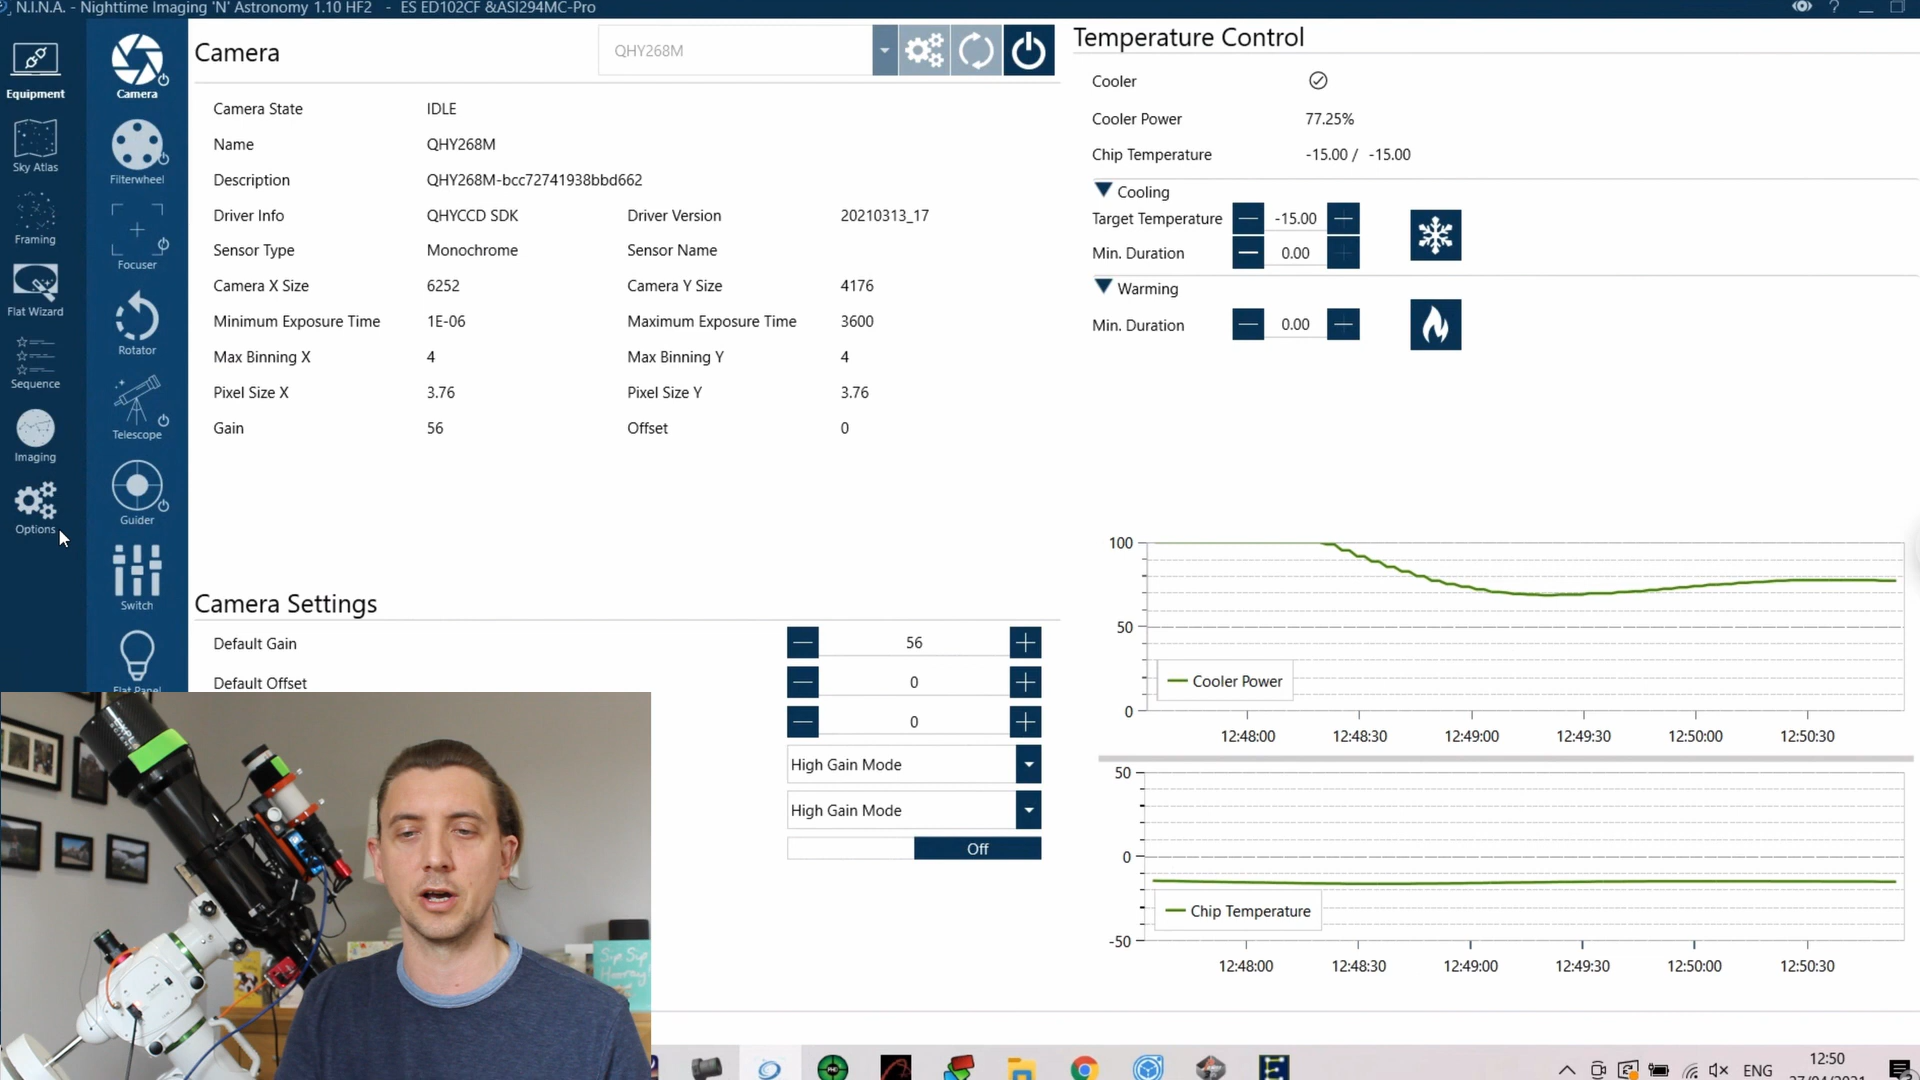 N.I.N.A. - Nighttime Imaging 'N' Astronomy 1.10 HF2 - ES ED102CF &ASI294MC-Pro
Equipment
Sky Atlas
Framing
Flat Wizard
Sequence
Imaging
Options
Camera
Filterwheel
Focuser
Rotator
Telescope
Guider
Switch
Flat Panel
Camera
QHY268M
Camera State IDLE
Name QHY268M
Description QHY268M-bcc72741938bbd662
Driver Info QHYCCD SDK Driver Version 20210313_17
Sensor Type Monochrome Sensor Name
Camera X Size 6252 Camera Y Size 4176
Minimum Exposure Time 1E-06 Maximum Exposure Time 3600
Max Binning X 4 Max Binning Y 4
Pixel Size X 3.76 Pixel Size Y 3.76
Gain 56 Offset 0
Camera Settings
Default Gain 56
Default Offset 0
0
High Gain Mode
High Gain Mode
Off
Temperature Control
Cooler
Cooler Power 77.25%
Chip Temperature -15.00 / -15.00
Cooling
Target Temperature -15.00
Min. Duration 0.00
Warming
Min. Duration 0.00
100
50
0
Cooler Power
12:48:00 12:48:30 12:49:00 12:49:30 12:50:00 12:50:30
50
0
-50
Chip Temperature
12:48:00 12:48:30 12:49:00 12:49:30 12:50:00 12:50:30
Sip Sip
Hooray!
ENG
12:50
27/04/2021